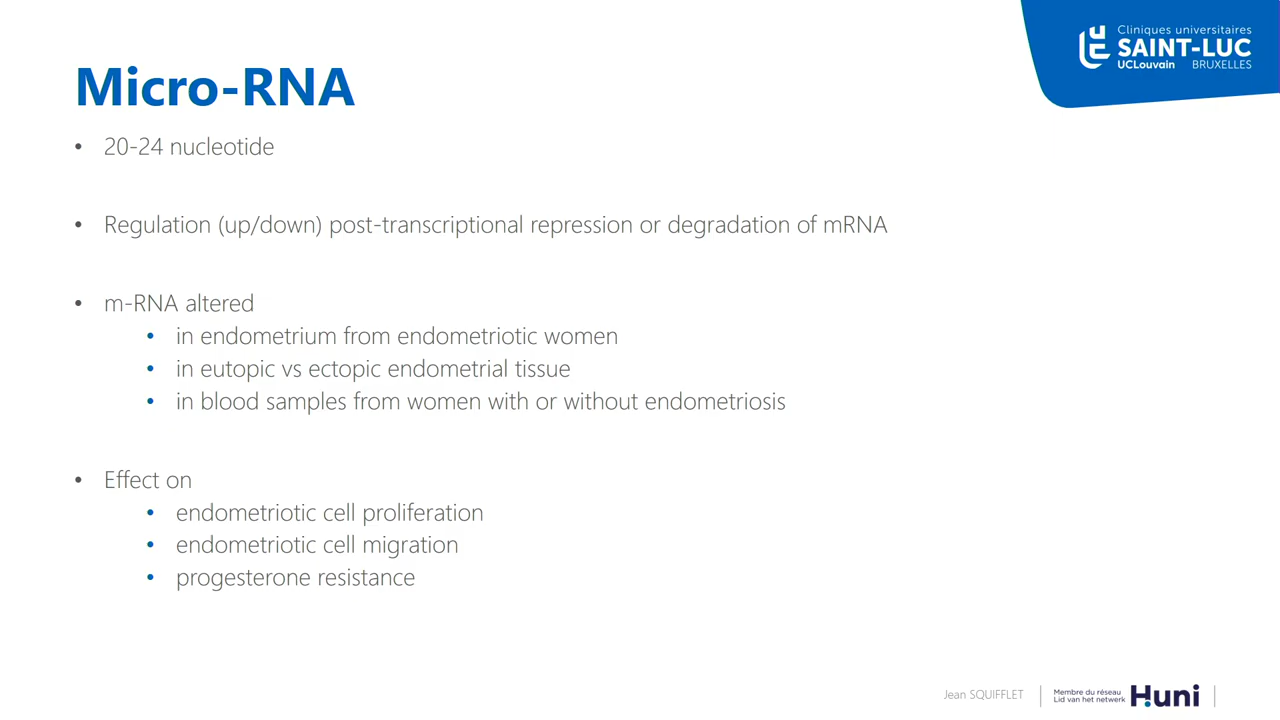 Cliniques universitaires
SAINT-LUC
UCLouvain BRUXELLES
Micro-RNA
• 20-24 nucleotide
• Regulation (up/down) post-transcriptional repression or degradation of mRNA
• m-RNA altered
• in endometrium from endometriotic women
• in eutopic vs ectopic endometrial tissue
• in blood samples from women with or without endometriosis
• Effect on
• endometriotic cell proliferation
• endometriotic cell migration
• progesterone resistance
Jean SQUIFFLET
Membre du réseau
Lid van het netwerk
Huni